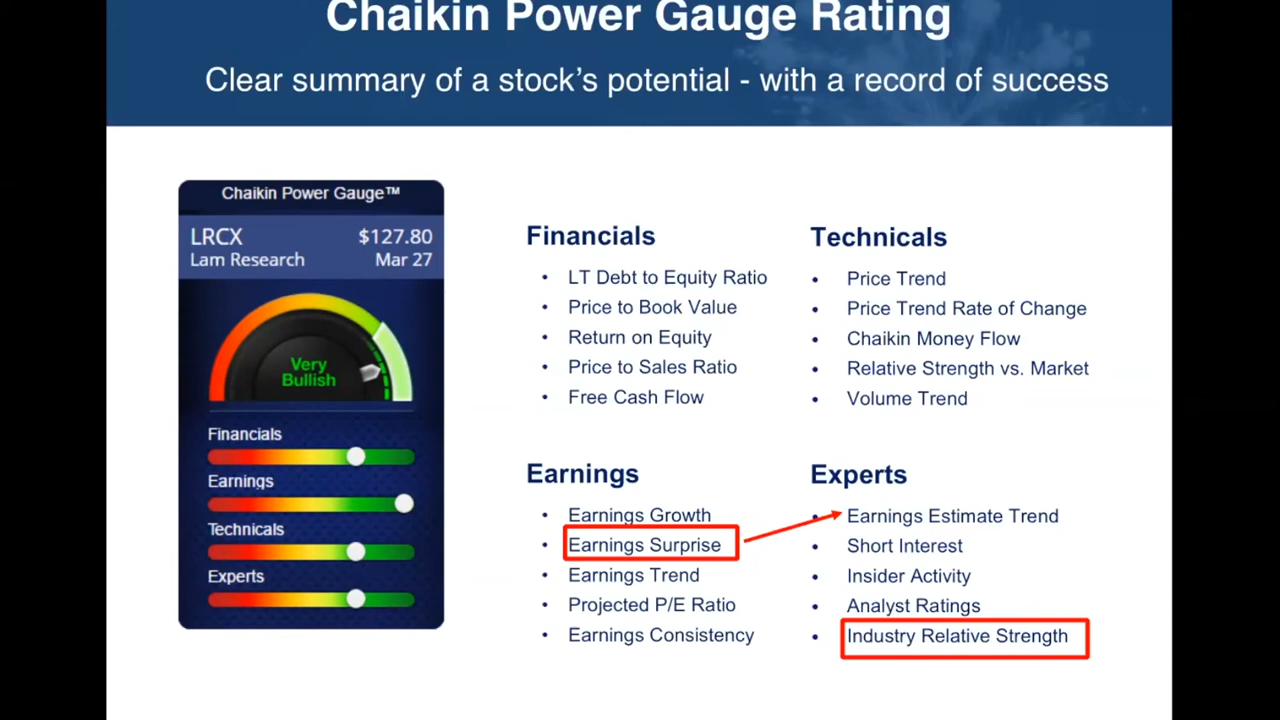 Chaikin Power Gauge Rating
Clear summary of a stock's potential - with a record of success
Chaikin Power Gauge™
LRCX $127.80
Lam Research Mar 27
Very
Bullish
Financials
Earnings
Technicals
Experts
Financials
• LT Debt to Equity Ratio
• Price to Book Value
• Return on Equity
• Price to Sales Ratio
• Free Cash Flow
Technicals
• Price Trend
• Price Trend Rate of Change
• Chaikin Money Flow
• Relative Strength vs. Market
• Volume Trend
Earnings
• Earnings Growth
• Earnings Surprise
• Earnings Trend
• Projected P/E Ratio
• Earnings Consistency
Experts
• Earnings Estimate Trend
• Short Interest
• Insider Activity
• Analyst Ratings
• Industry Relative Strength